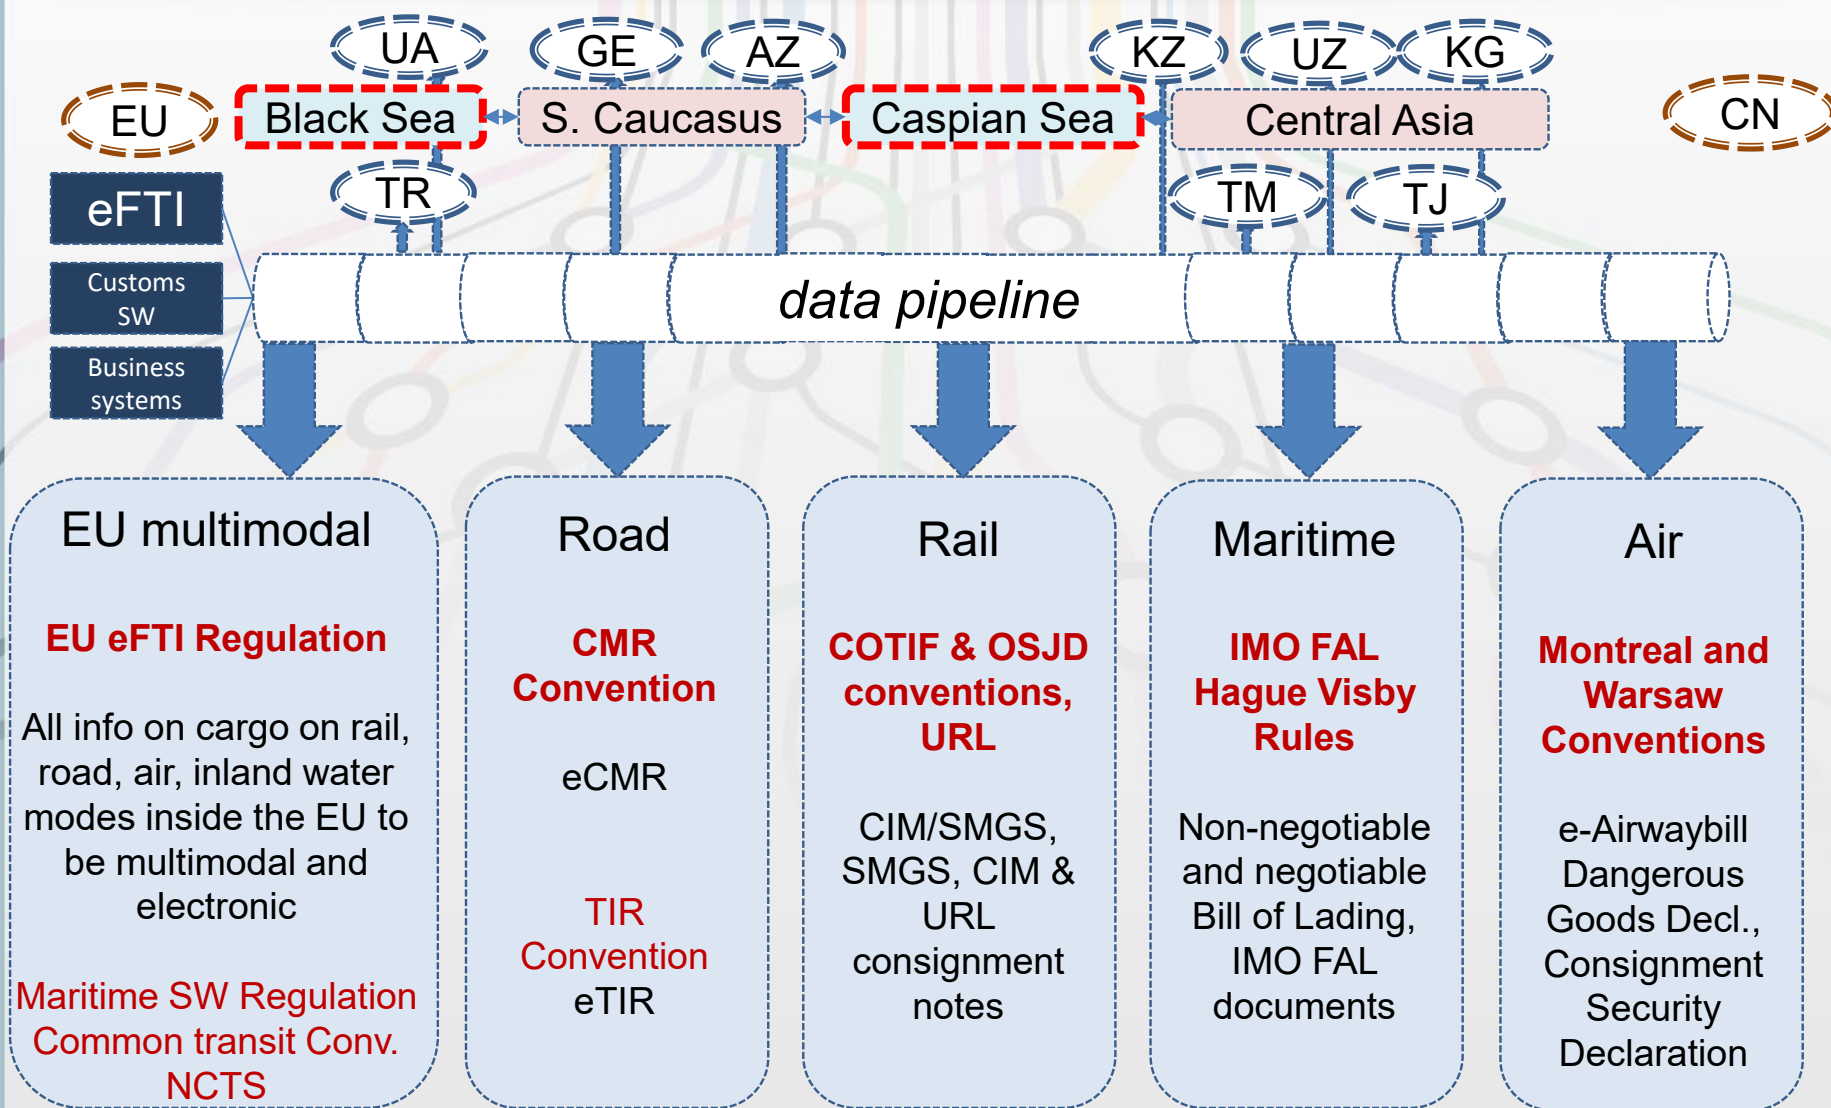 UA
GE
AZ
KZ
UZ
KG
EU
Black Sea
S. Caucasus
Caspian Sea
Central Asia
CN
TR
TM
TJ
eFTI
Customs
SW
Business
systems
data pipeline
EU multimodal
EU eFTI Regulation
All info on cargo on rail,
road, air, inland water
modes inside the EU to
be multimodal and
electronic
Maritime SW Regulation
Common transit Conv.
NCTS
Road
CMR
Convention
eCMR
TIR
Convention
eTIR
Rail
COTIF & OSJD
conventions,
URL
CIM/SMGS,
SMGS, CIM &
URL
consignment
notes
Maritime
IMO FAL
Hague Visby
Rules
Non-negotiable
and negotiable
Bill of Lading,
IMO FAL
documents
Air
Montreal and
Warsaw
Conventions
e-Airwaybill
Dangerous
Goods Decl.,
Consignment
Security
Declaration